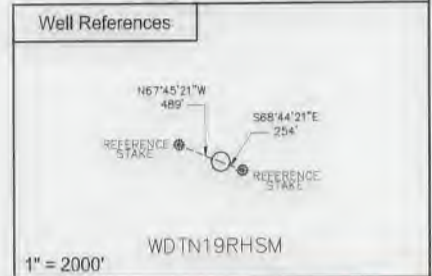 Well References
N67°45'21"W
489'
S68°44'21"E
254'
REFERENCE
STAKE
REFERENCE
STAKE
WDTN19RHSM
1" = 2000'